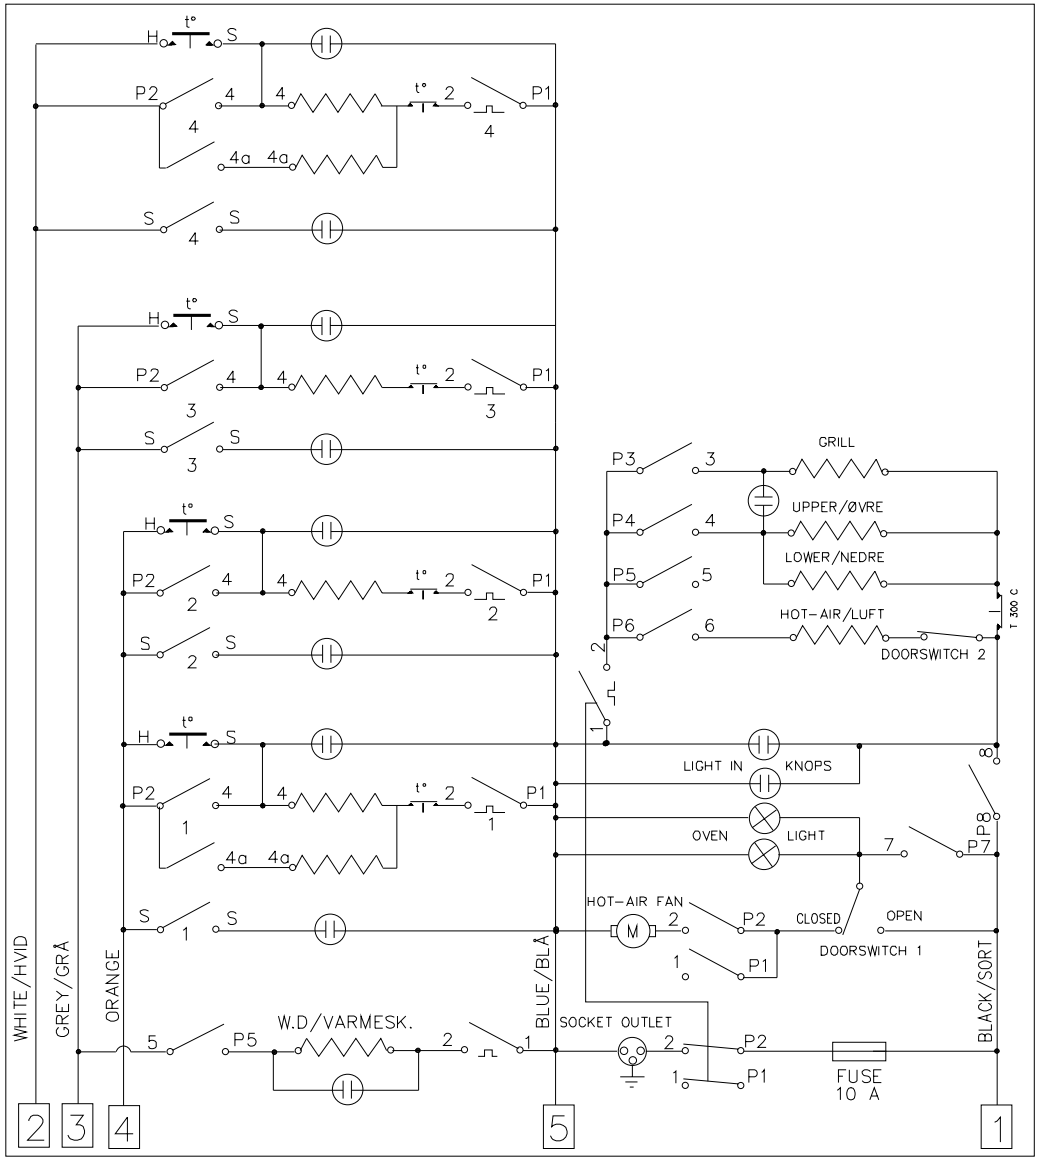 t°
H S
P2 4 4 t° 2 P1
4 4
4a 4a
S S
4
t°
H S
P2 4 4 t° 2 P1
3 3
S S
3
GRILL
P3 3
UPPER/ØVRE
P4 4
LOWER/NEDRE
P5 5
HOT-AIR/LUFT
P6 6
T 300 C
DOORSWITCH 2
t°
H S
P2 4 4 t° 2 P1
2 2
S S
2
2
1
t°
H S
P2 4 4 t° 2 P1
1 1
4a 4a
S S
1
LIGHT IN KNOPS
8
P8
OVEN LIGHT
7 P7
HOT-AIR FAN
M
2 P2
CLOSED OPEN
DOORSWITCH 1
1 P1
WHITE/HVID
GREY/GRÅ
ORANGE
BLUE/BLÅ
BLACK/SORT
W.D/VARMESK.
5 P5 2 1
SOCKET OUTLET
2 P2
1 P1
FUSE
10 A
2 3 4 5 1